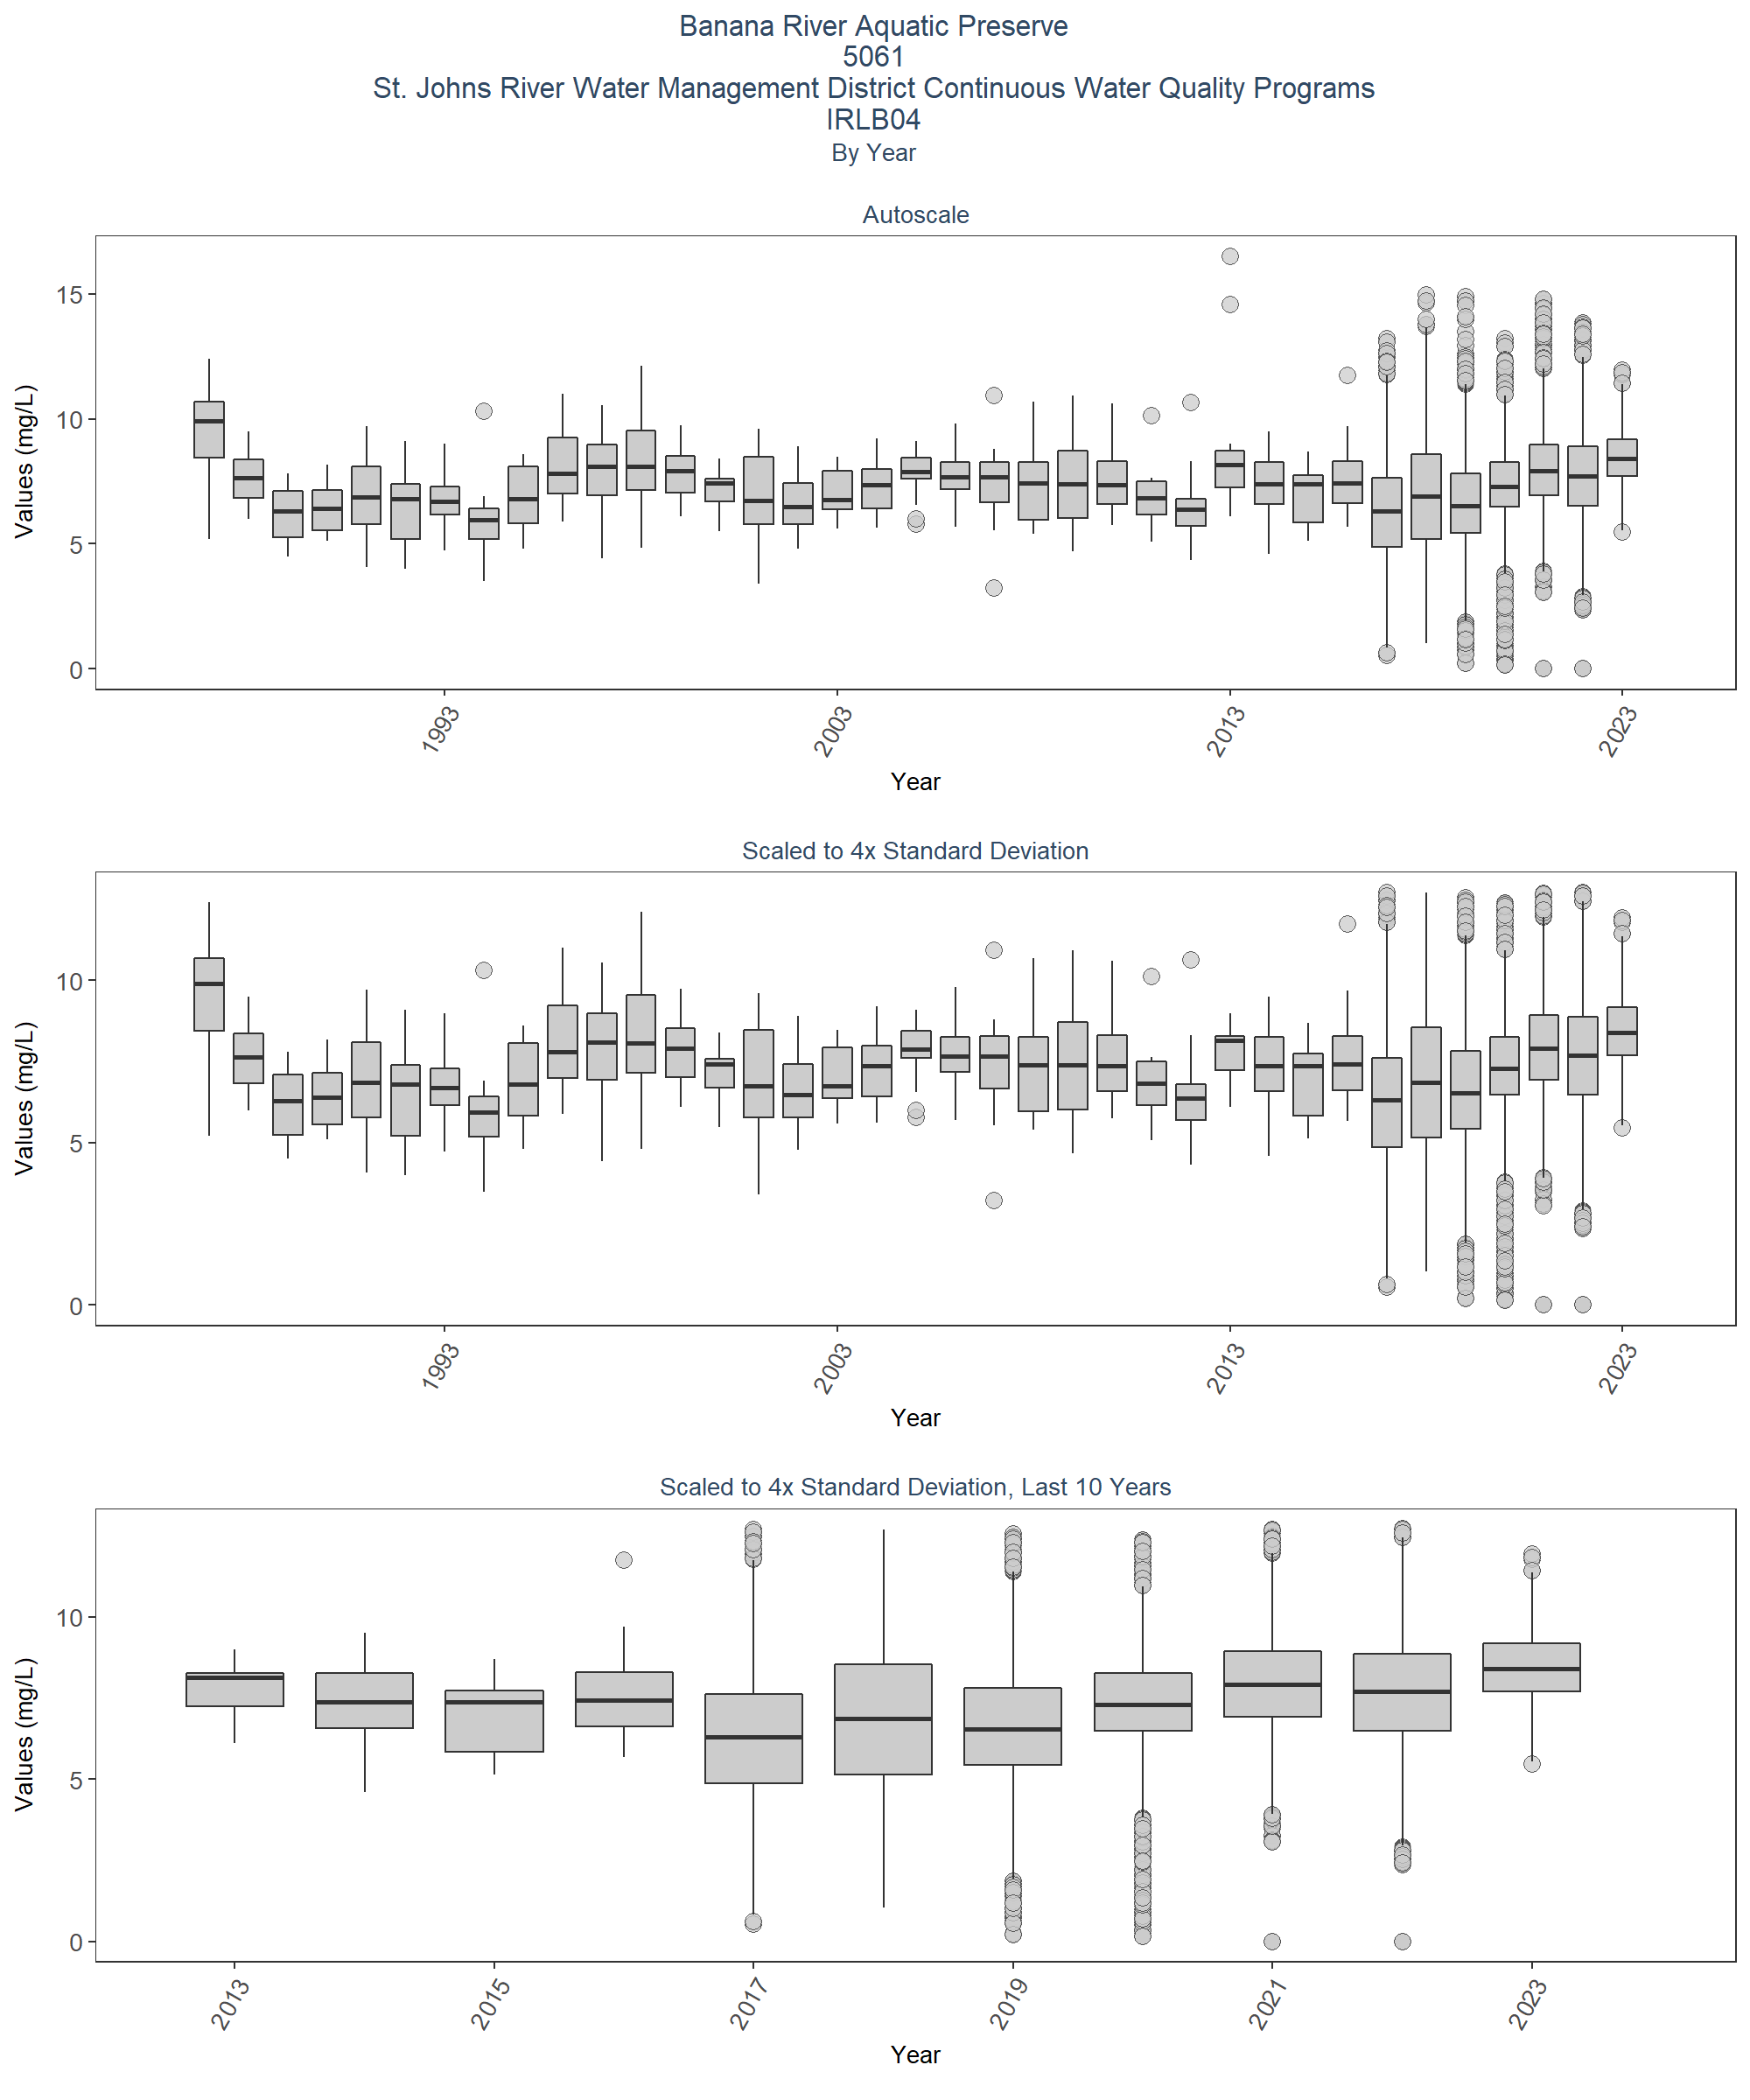 Banana River Aquatic Preserve
5061
St. Johns River Water Management District Continuous Water Quality Programs
IRLB04
By Year
Autoscale
Values (mg/L)
15
10
5
0
1993
2003
2013
2023
Year
Scaled to 4x Standard Deviation
Values (mg/L)
10
5
0
1993
2003
2013
2023
Year
Scaled to 4x Standard Deviation, Last 10 Years
Values (mg/L)
10
5
0
2013
2015
2017
2019
2021
2023
Year